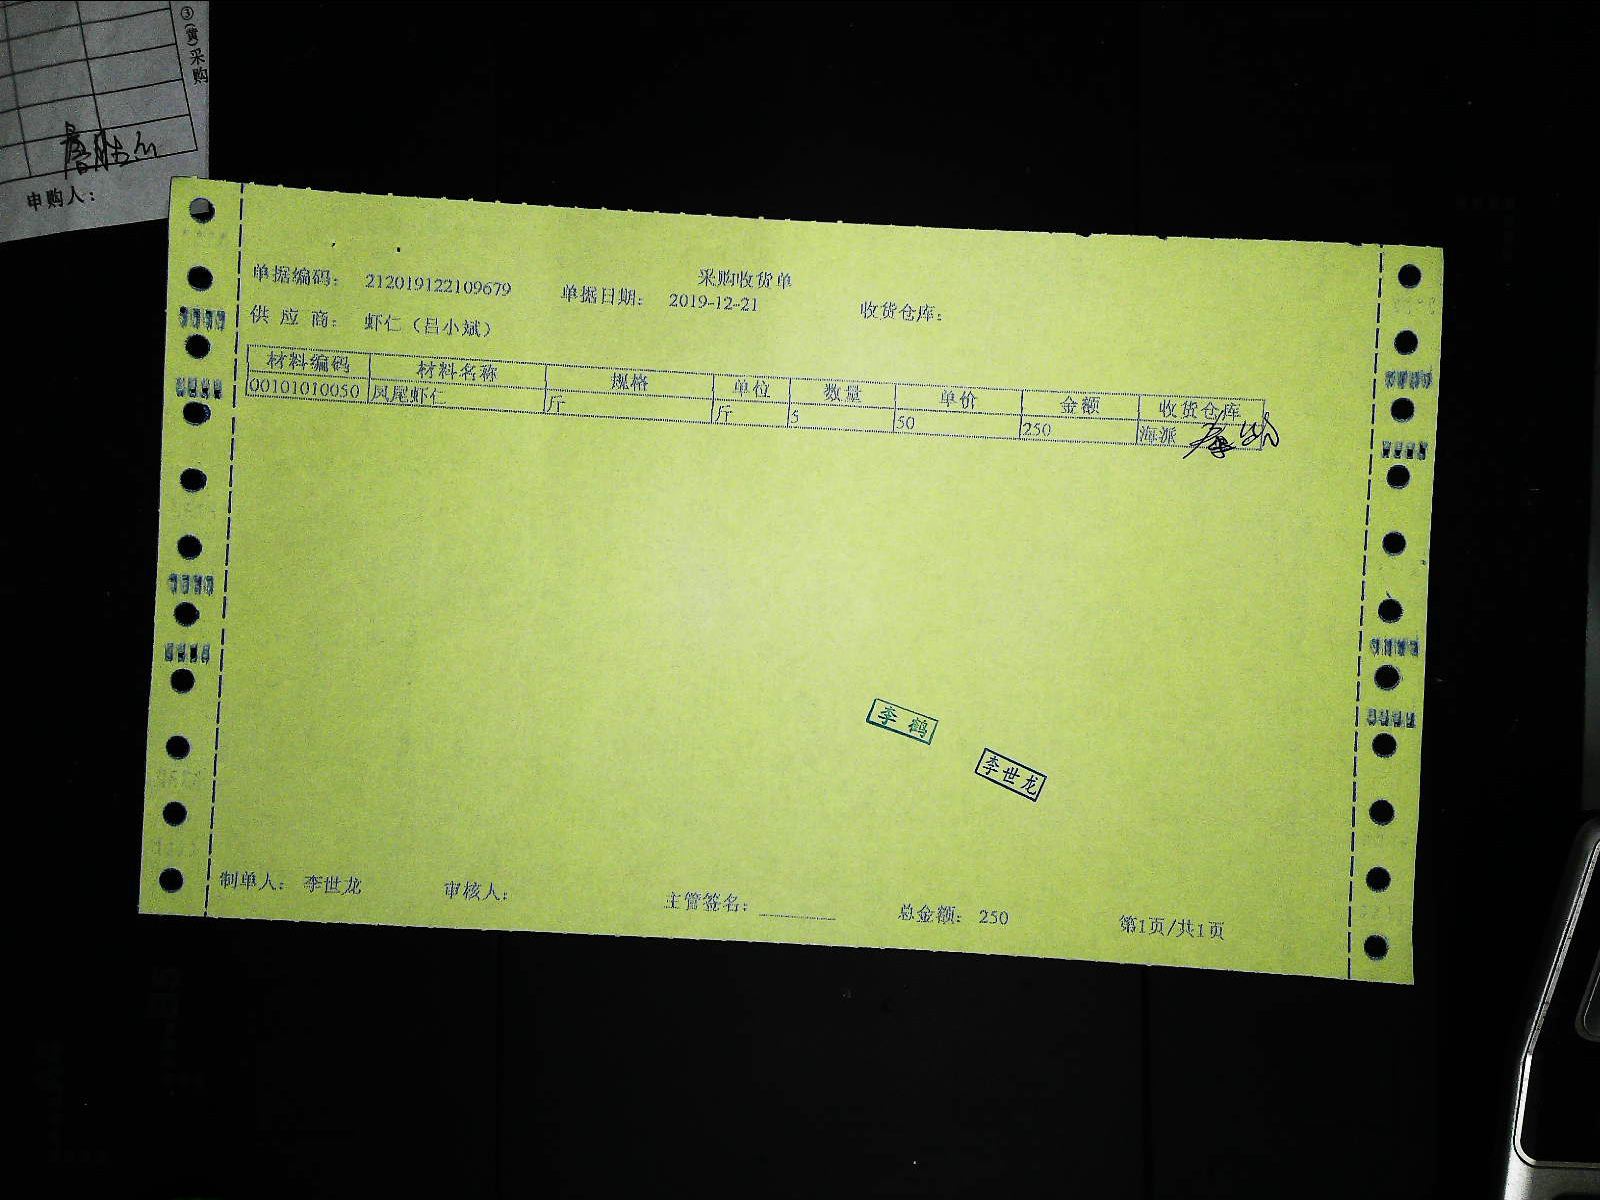 ③(黄)采购
申购人：
采购收货单
单据编码： 212019122109679 单据日期： 2019-12-21 收货仓库：
供 应 商： 虾仁（吕小斌）
材料编码 材料名称 规格 单位 数量 单价 金额 收货仓库
00101010050 凤尾虾仁 斤 斤 5 50 250 海派
李鹤
李世龙
制单人： 李世龙 审核人： 主管签名： 总金额： 250 第1页/共1页